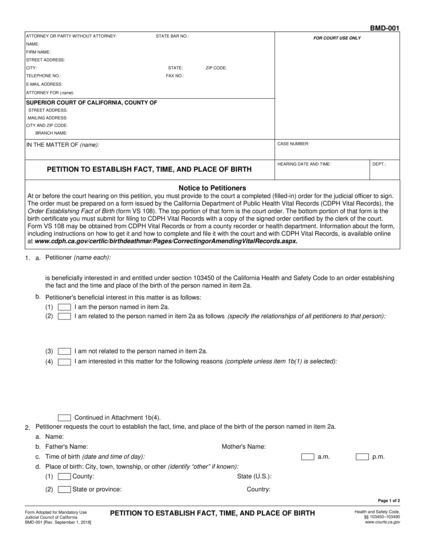 BMD-001
ATTORNEY OR PARTY WITHOUT ATTORNEY: STATE BAR NO.:
FOR COURT USE ONLY
NAME:
FIRM NAME:
STREET ADDRESS:
CITY: STATE: ZIP CODE:
TELEPHONE NO.: FAX NO.:
E-MAIL ADDRESS:
ATTORNEY FOR (name):
SUPERIOR COURT OF CALIFORNIA, COUNTY OF
STREET ADDRESS:
MAILING ADDRESS:
CITY AND ZIP CODE:
BRANCH NAME:
IN THE MATTER OF (name):
CASE NUMBER:
PETITION TO ESTABLISH FACT, TIME, AND PLACE OF BIRTH
HEARING DATE AND TIME: DEPT.:
Notice to Petitioners
At or before the court hearing on this petition, you must provide to the court a completed (filled-in) order for the judicial officer to sign.
The order must be prepared on a form issued by the California Department of Public Health Vital Records (CDPH Vital Records), the
Order Establishing Fact of Birth (form VS 108). The top portion of that form is the court order. The bottom portion of that form is the
birth certificate you must submit for filing to CDPH Vital Records with a copy of the signed order certified by the clerk of the court.
Form VS 108 may be obtained from CDPH Vital Records or from a county recorder or health department. Information about the form,
including instructions on how to get it and how to complete and file it with the court and with CDPH Vital Records, is available online
at www.cdph.ca.gov/certlic/birthdeathmar/Pages/CorrectingorAmendingVitalRecords.aspx.
1. a. Petitioner (name each):
is beneficially interested in and entitled under section 103450 of the California Health and Safety Code to an order establishing
the fact and the time and place of the birth of the person named in item 2a.
b. Petitioner's beneficial interest in this matter is as follows:
(1) I am the person named in item 2a.
(2) I am related to the person named in item 2a as follows (specify the relationships of all petitioners to that person):
(3) I am not related to the person named in item 2a.
(4) I am interested in this matter for the following reasons (complete unless item 1b(1) is selected):
Continued in Attachment 1b(4).
2. Petitioner requests the court to establish the fact, time, and place of the birth of the person named in item 2a.
a. Name:
b. Father's Name: Mother's Name:
c. Time of birth (date and time of day): a.m. p.m.
d. Place of birth: City, town, township, or other (identify "other" if known):
(1) County: State (U.S.):
(2) State or province: Country:
Page 1 of 2
Form Adopted for Mandatory Use
Judicial Council of California
BMD-001 [Rev. September 1, 2018]
PETITION TO ESTABLISH FACT, TIME, AND PLACE OF BIRTH
Health and Safety Code,
§§ 103450–103490
www.courts.ca.gov